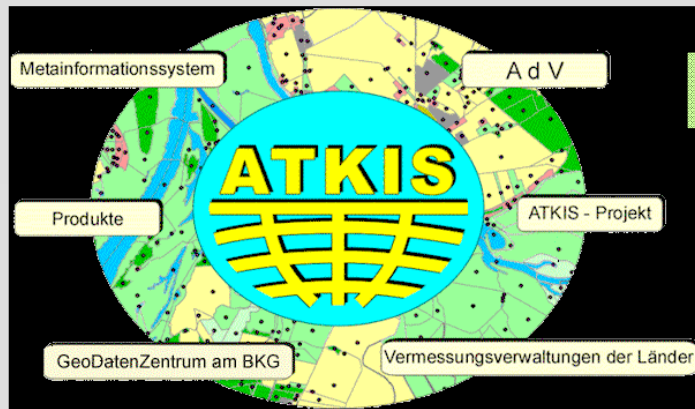 Metainformationssystem
A d V
ATKIS
Produkte
ATKIS - Projekt
GeoDatenZentrum am BKG
Vermessungsverwaltungen der Länder